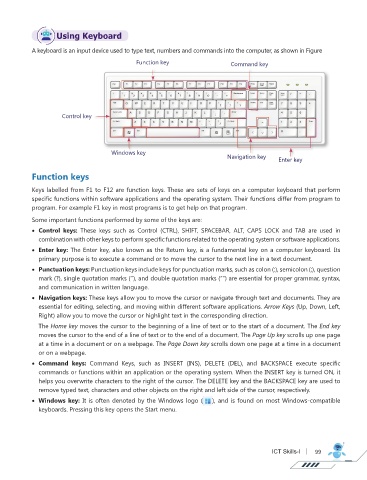 Using Keyboard
A keyboard is an input device used to type text, numbers and commands into the computer, as shown in Figure
Function key
Command key
Control key
Windows key
Navigation key
Enter key
Function keys
Keys labelled from F1 to F12 are function keys. These are sets of keys on a computer keyboard that perform
specific functions within software applications and the operating system. Their functions differ from program to
program. For example F1 key in most programs is to get help on that program.
Some important functions performed by some of the keys are:
• Control keys: These keys such as Control (CTRL), SHIFT, SPACEBAR, ALT, CAPS LOCK and TAB are used in
combination with other keys to perform specific functions related to the operating system or software applications.
• Enter key: The Enter key, also known as the Return key, is a fundamental key on a computer keyboard. Its
primary purpose is to execute a command or to move the cursor to the next line in a text document.
• Punctuation keys: Punctuation keys include keys for punctuation marks, such as colon (:), semicolon (;), question
mark (?), single quotation marks (''), and double quotation marks ("") are essential for proper grammar, syntax,
and communication in written language.
• Navigation keys: These keys allow you to move the cursor or navigate through text and documents. They are
essential for editing, selecting, and moving within different software applications. Arrow Keys (Up, Down, Left,
Right) allow you to move the cursor or highlight text in the corresponding direction.
The Home key moves the cursor to the beginning of a line of text or to the start of a document. The End key
moves the cursor to the end of a line of text or to the end of a document. The Page Up key scrolls up one page
at a time in a document or on a webpage. The Page Down key scrolls down one page at a time in a document
or on a webpage.
• Command keys: Command Keys, such as INSERT (INS), DELETE (DEL), and BACKSPACE execute specific
commands or functions within an application or the operating system. When the INSERT key is turned ON, it
helps you overwrite characters to the right of the cursor. The DELETE key and the BACKSPACE key are used to
remove typed text, characters and other objects on the right and left side of the cursor, respectively.
• Windows key: It is often denoted by the Windows logo ( ), and is found on most Windows-compatible
keyboards. Pressing this key opens the Start menu.
ICT Skills-I | 99